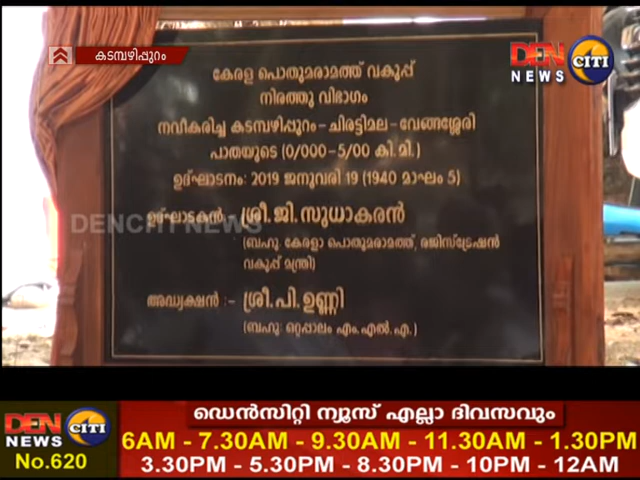 കടമ്പഴിപ്പുറം
DEN
NEWS
CITI
കേരള പൊതുമരാമത്ത് വകുപ്പ്
നിരത്തു വിഭാഗം
നവീകരിച്ച കടമ്പഴിപ്പുറം-ചിരട്ടിമല-വേങ്ങശ്ശേരി
പാതയുടെ (0/000-5/00 കി.മി.)
ഉദ്ഘാടനം: 2019 ജനുവരി 19 (1940 മാഘം 5)
DENCITI NEWS
ഉദ്ഘാടകൻ :- ശ്രീ.ജി.സുധാകരൻ
(ബഹു. കേരളാ പൊതുമരാമത്ത്, രജിസ്ട്രേഷൻ
വകുപ്പ് മന്ത്രി)
അദ്ധ്യക്ഷൻ :- ശ്രീ.പി.ഉണ്ണി
(ബഹു: ഒറ്റപ്പാലം എം.എൽ.എ.)
DEN
NEWS
CITI
No.620
ഡെൻസിറ്റി ന്യൂസ് എല്ലാ ദിവസവും
6AM - 7.30AM - 9.30AM - 11.30AM - 1.30PM
3.30PM - 5.30PM - 8.30PM - 10PM - 12AM